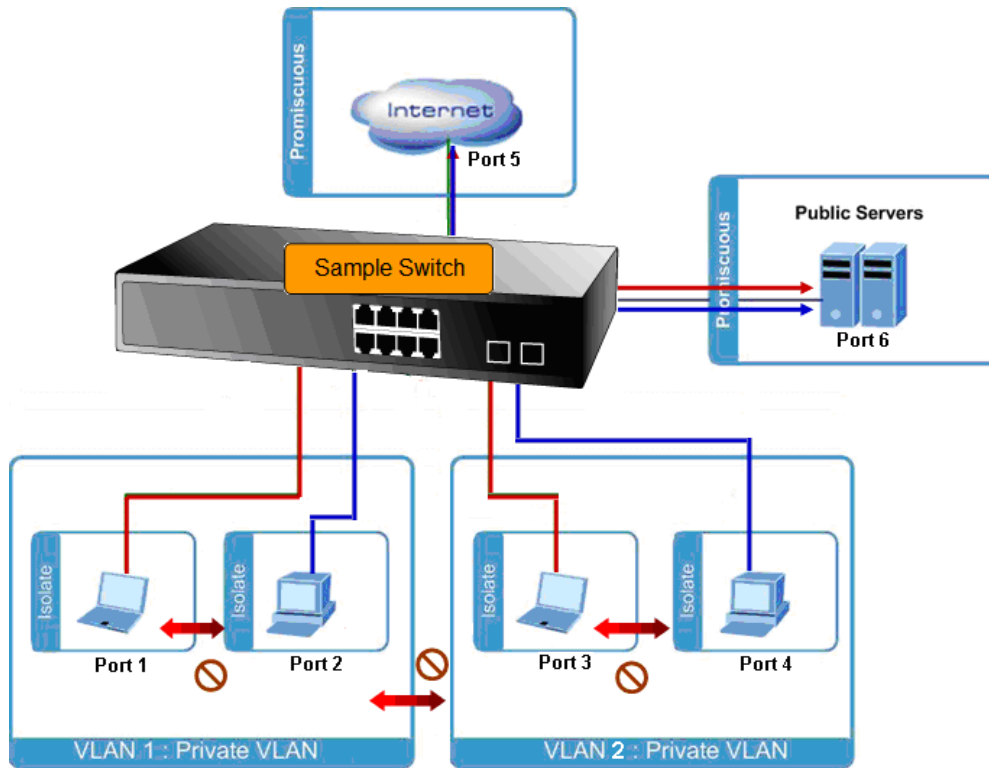 Promiscuous
Internet
Port 5
Promiscuous
Public Servers
Port 6
Sample Switch
Isolate
Port 1
Isolate
Port 2
Isolate
Port 3
Isolate
Port 4
VLAN 1 : Private VLAN
VLAN 2 : Private VLAN